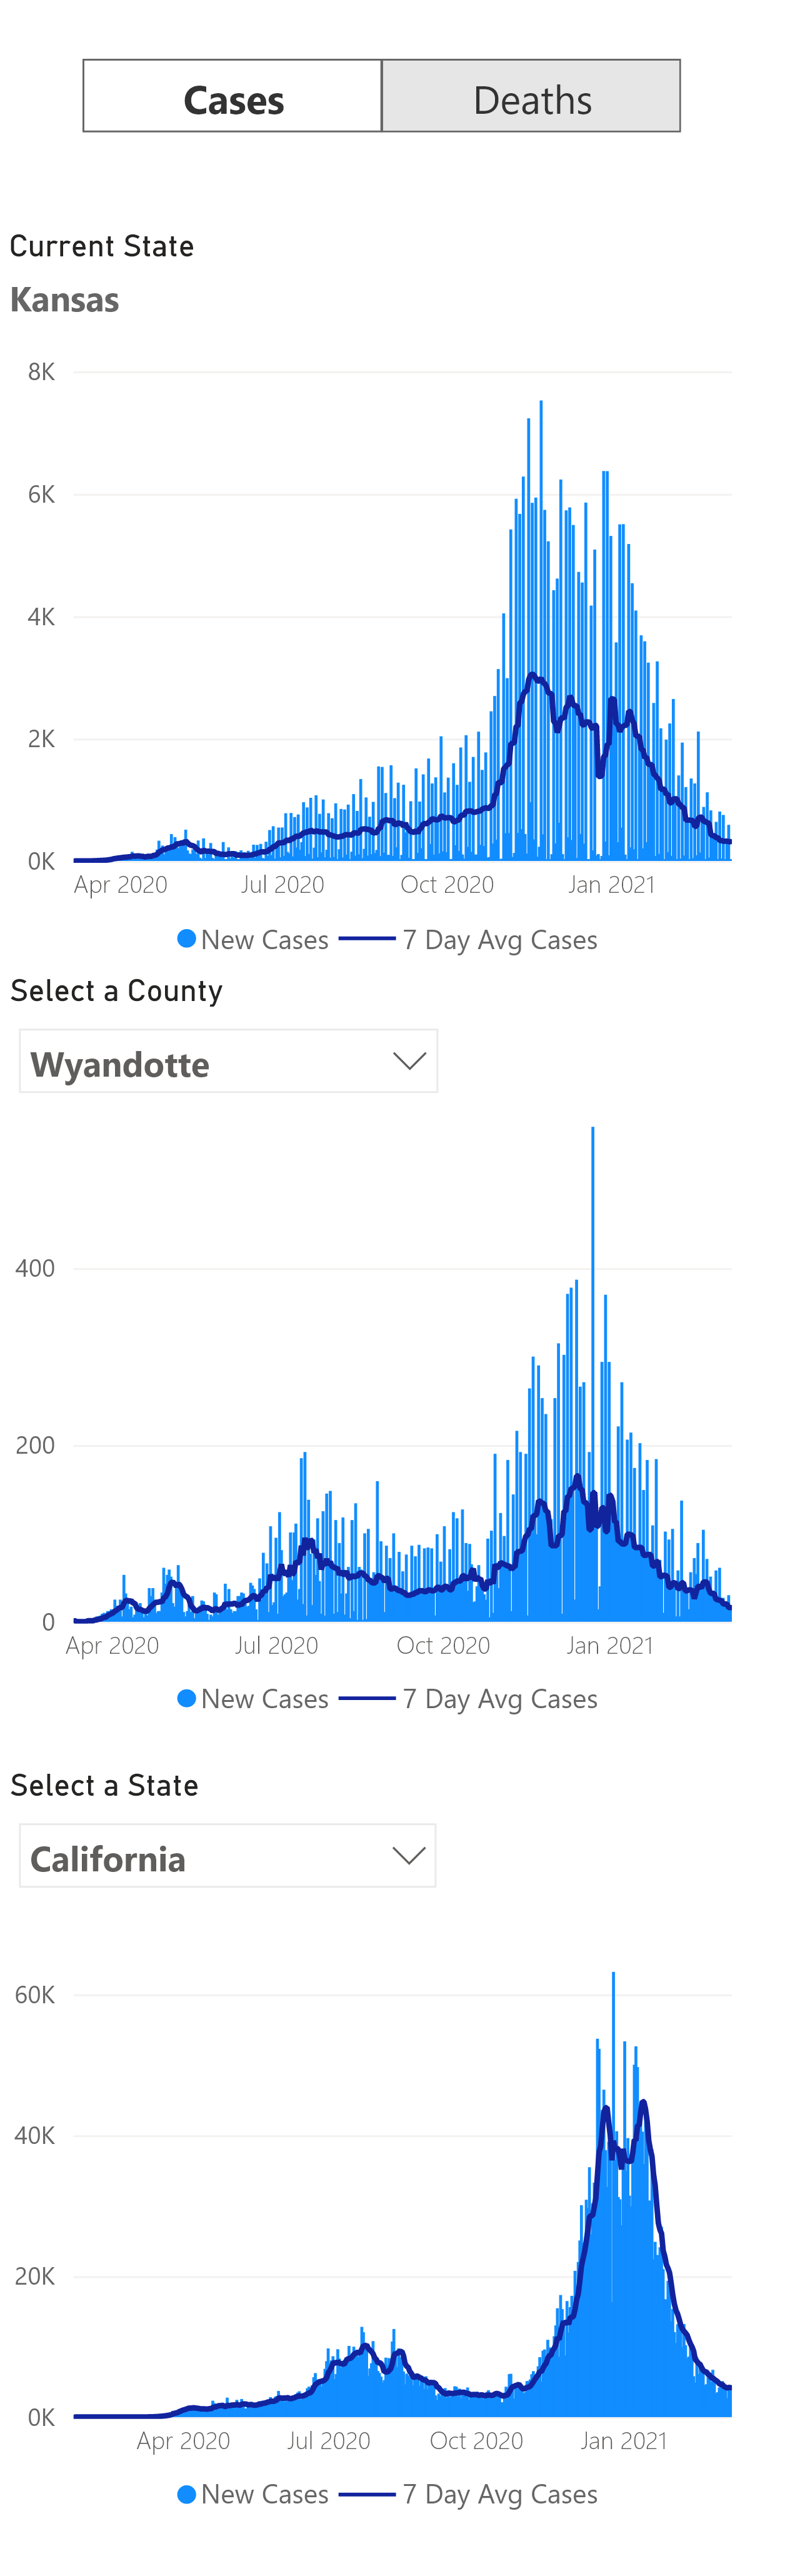 Cases Deaths
Current State
Kansas
8K
6K
4K
2K
0K
Apr 2020 Jul 2020 Oct 2020 Jan 2021
New Cases 7 Day Avg Cases
Select a County
Wyandotte
400
200
0
Apr 2020 Jul 2020 Oct 2020 Jan 2021
New Cases 7 Day Avg Cases
Select a State
California
60K
40K
20K
0K
Apr 2020 Jul 2020 Oct 2020 Jan 2021
New Cases 7 Day Avg Cases